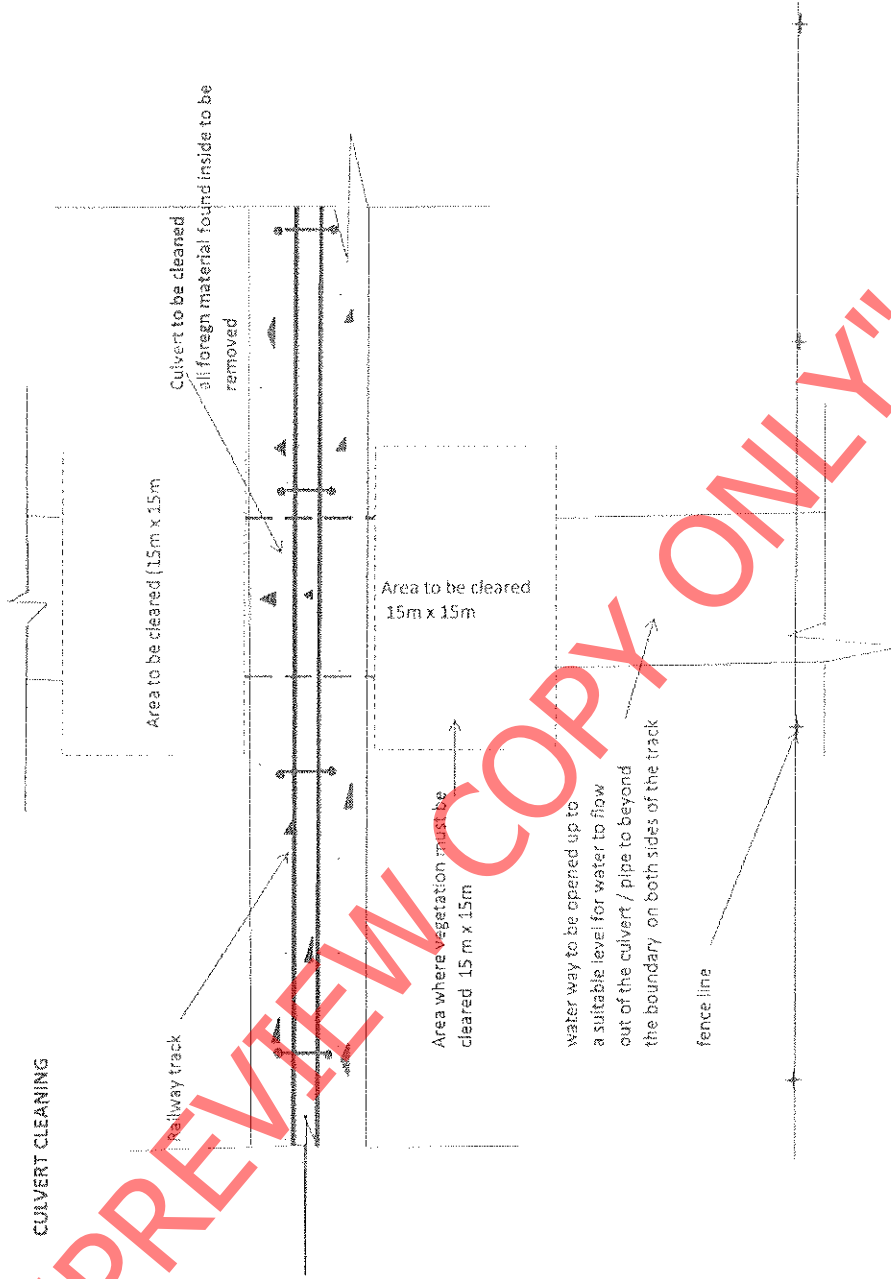 CULVERT CLEANING
Area to be cleared (15m x 15m
Culvert to be cleaned
all foregn material found inside to be
removed
Railway track
Area to be cleared
15m x 15m
Area where vegetation must be
cleared 15 m x 15m
water way to be opened up to
a suitable level for water to flow
out of the culvert / pipe to beyond
the boundary on both sides of the track
fence line
PREVIEW COPY ONLY"